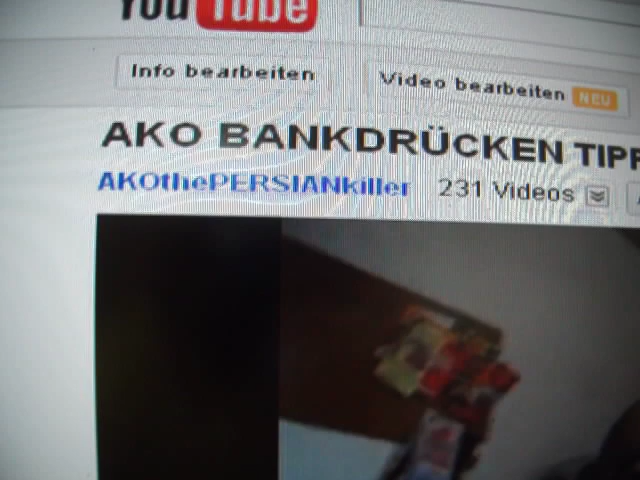 YouTube
Info bearbeiten Video bearbeiten NEU
AKO BANKDRÜCKEN TIPP
AKOthePERSIANkiller 231 Videos